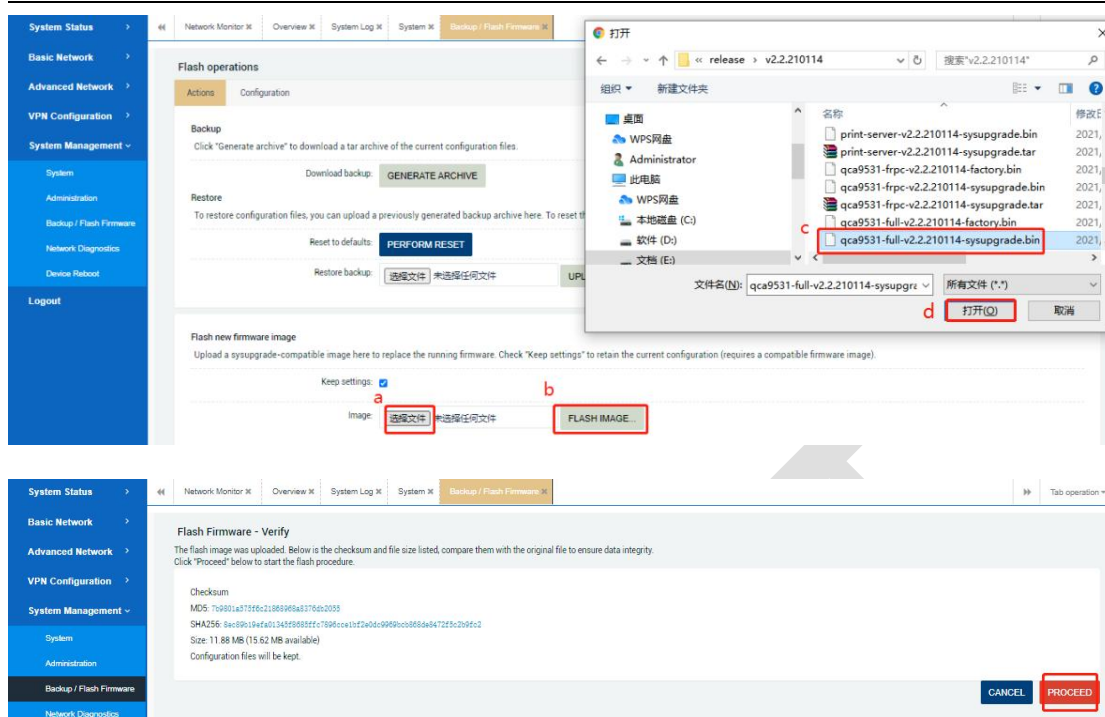 System Status
Network Monitor Overview System Log System Backup / Flash Firmware
Basic Network
Advanced Network
VPN Configuration
System Management
System
Administration
Backup / Flash Firmware
Network Diagnostics
Device Reboot
Logout
Flash operations
Actions Configuration
Backup
Click "Generate archive" to download a tar archive of the current configuration files.
Download backup: GENERATE ARCHIVE
Restore
To restore configuration files, you can upload a previously generated backup archive here. To reset th
Reset to defaults: PERFORM RESET
Restore backup: 选择文件 未选择任何文件 UPL
Flash new firmware image
Upload a sysupgrade-compatible image here to replace the running firmware. Check "Keep settings" to retain the current configuration (requires a compatible firmware image).
Keep settings:
a
b
Image: 选择文件 未选择任何文件 FLASH IMAGE...
打开
« release › v2.2.210114 搜索"v2.2.210114"
组织 新建文件夹
桌面
WPS网盘
Administrator
此电脑
WPS网盘
本地磁盘 (C:)
软件 (D:)
文档 (E:)
名称 修改日
print-server-v2.2.210114-sysupgrade.bin 2021,
print-server-v2.2.210114-sysupgrade.tar 2021,
qca9531-frpc-v2.2.210114-factory.bin 2021,
qca9531-frpc-v2.2.210114-sysupgrade.bin 2021,
qca9531-frpc-v2.2.210114-sysupgrade.tar 2021,
qca9531-full-v2.2.210114-factory.bin 2021,
c
qca9531-full-v2.2.210114-sysupgrade.bin 2021,
文件名(N): qca9531-full-v2.2.210114-sysupgra 所有文件 (*.*)
d 打开(O) 取消
System Status
Network Monitor Overview System Log System Backup / Flash Firmware Tab operation
Basic Network
Advanced Network
VPN Configuration
System Management
System
Administration
Backup / Flash Firmware
Network Diagnostics
Flash Firmware - Verify
The flash image was uploaded. Below is the checksum and file size listed, compare them with the original file to ensure data integrity.
Click "Proceed" below to start the flash procedure.
Checksum
MD5:
SHA256:
Size: 11.88 MB (15.62 MB available)
Configuration files will be kept.
CANCEL PROCEED